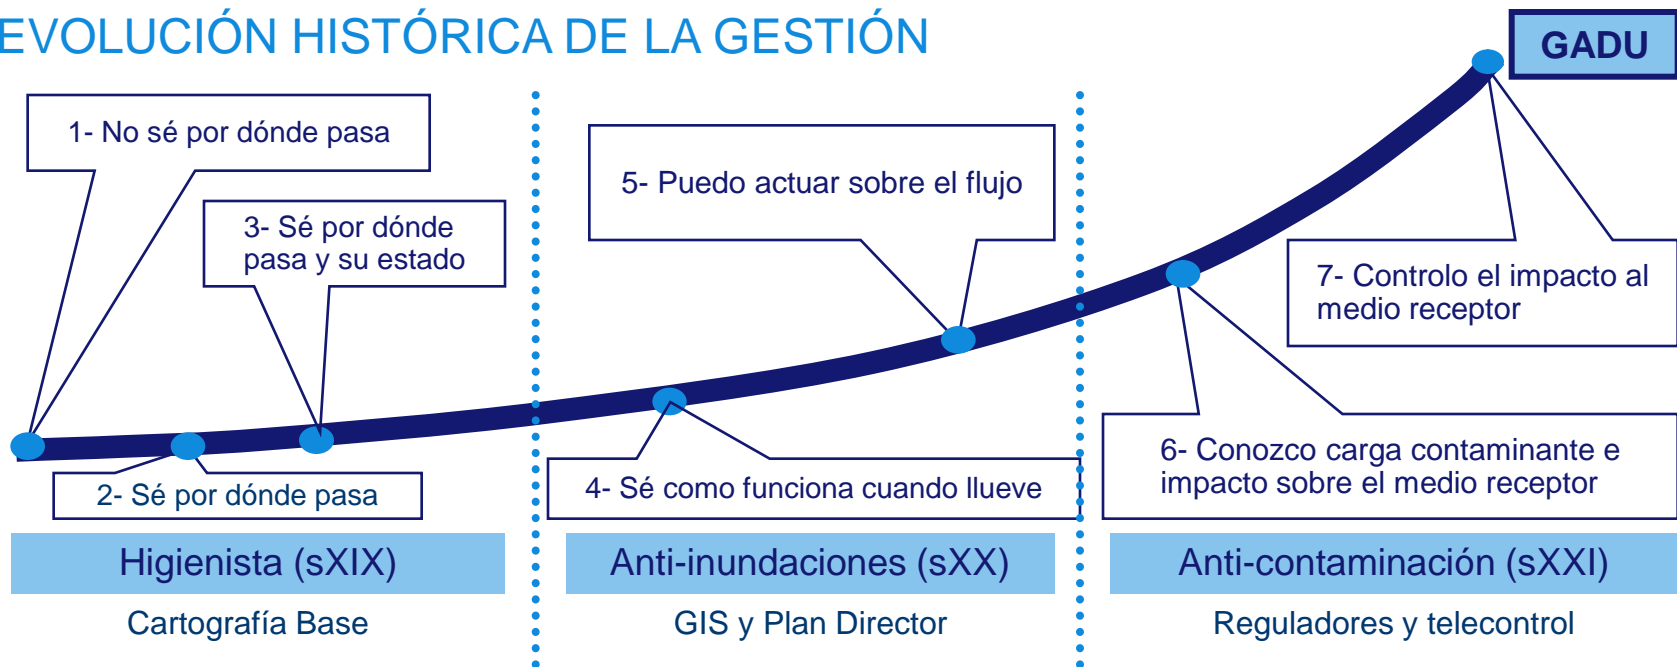 EVOLUCIÓN HISTÓRICA DE LA GESTIÓN
GADU
1- No sé por dónde pasa
3- Sé por dónde
pasa y su estado
2- Sé por dónde pasa
5- Puedo actuar sobre el flujo
4- Sé como funciona cuando llueve
7- Controlo el impacto al
medio receptor
6- Conozco carga contaminante e
impacto sobre el medio receptor
Higienista (sXIX)
Anti-inundaciones (sXX)
Anti-contaminación (sXXI)
Cartografía Base
GIS y Plan Director
Reguladores y telecontrol